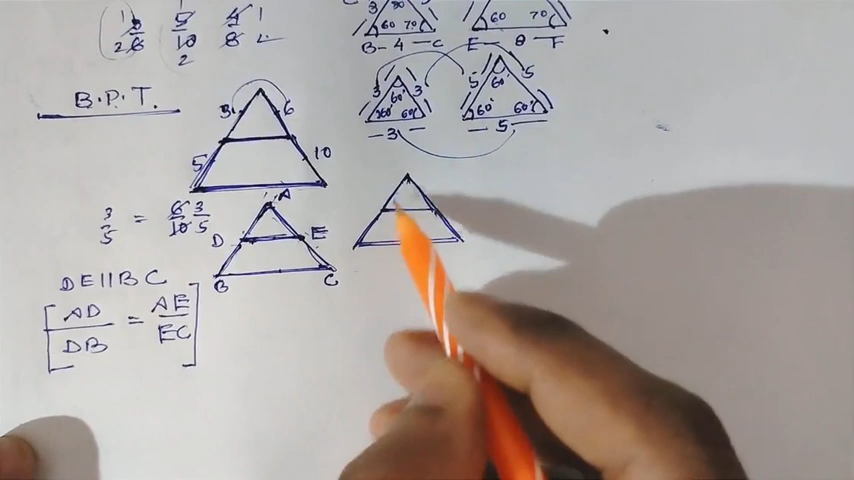 B.P.T.
3 6
5 10
3/5 = 6/10 3/5
A
D E
B C
DE||BC
[AD/DB = AE/EC]
60 70
60 70
B-4-C E-8-F
3 60° 3
60° 60°
-3-
5 60° 5
60° 60°
-5-